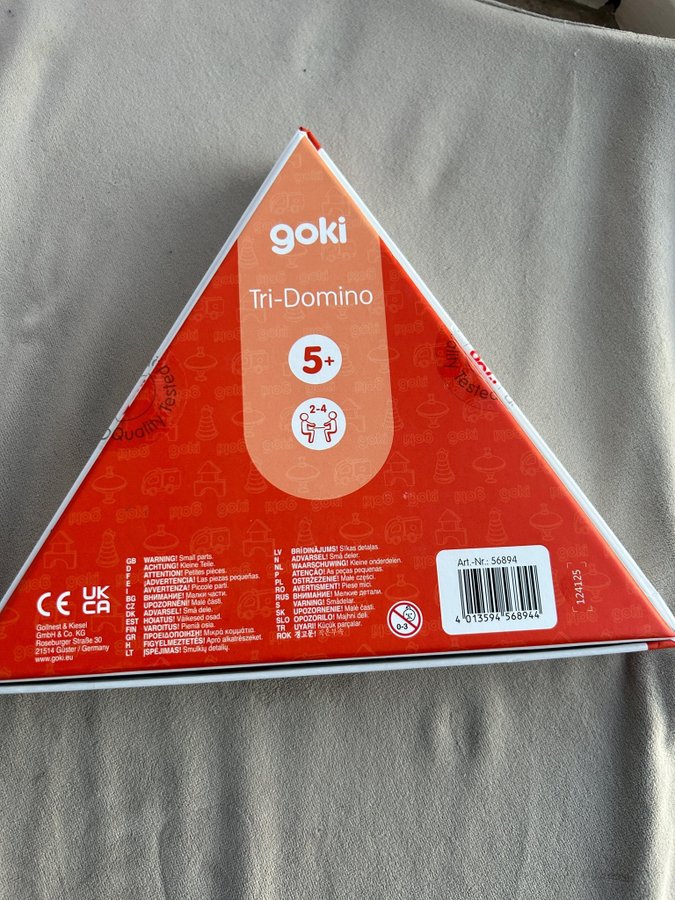 goki
Tri-Domino
5+
2-4
Quality Tested
Tested
GB WARNING! Small parts.
D ACHTUNG! Kleine Teile.
F ATTENTION! Petites pièces.
E ¡ADVERTENCIA! Las piezas pequeñas.
I AVVERTENZA! Piccole parti.
BG ВНИМАНИЕ! Малки части.
CZ UPOZORNĚNÍ! Malé části.
DK ADVARSEL! Små dele.
EST HOIATUS! Väikesed osad.
FIN VAROITUS! Pieniä osia.
GR ΠΡΟΕΙΔΟΠΟΙΗΣΗ! Μικρά κομμάτια.
H FIGYELMEZTETÉS! Apró alkatrészeket.
LT ĮSPĖJIMAS! Smulkių detalių.
LV BRĪDINĀJUMS! Sīkas detaļas.
N ADVARSEL! Små deler.
NL WAARSCHUWING! Kleine onderdelen.
P ATENÇÃO! As peças pequenas.
PL OSTRZEŻENIE! Małe części.
RO AVERTISMENT! Piese mici.
RUS ВНИМАНИЕ! Мелкие детали.
S VARNING! Smådelar.
SK UPOZORNENIE! Malé časti.
SLO OPOZORILO! Majhni deli.
TR UYARI! Küçük parçalar.
ROK 경고문!
CE UK
CA
Gollnest & Kiesel
GmbH & Co. KG
Roseburger Straße 30
21514 Güster / Germany
www.goki.eu
0-3
Art.-Nr.: 56894
4 013594 568944
124125